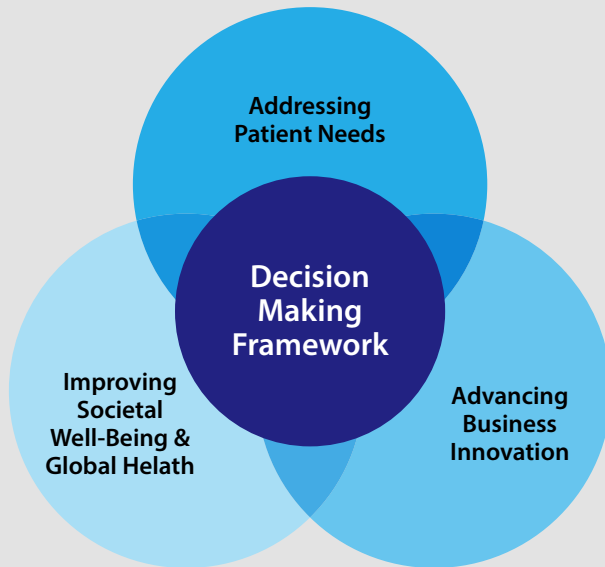 Addressing
Patient Needs
Decision
Making
Framework
Improving
Societal
Well-Being &
Global Helath
Advancing
Business
Innovation